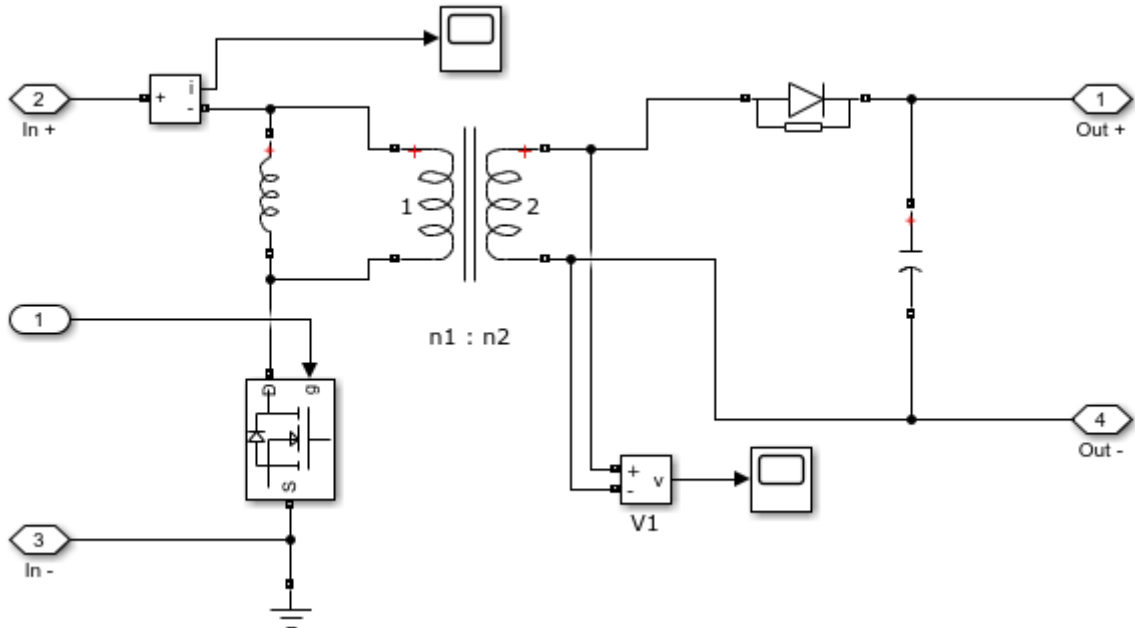 2
In +
+
i
-
+
+
1
2
1
Out +
+
1
n1 : n2
D
g
S
4
Out -
+
-
v
V1
3
In -